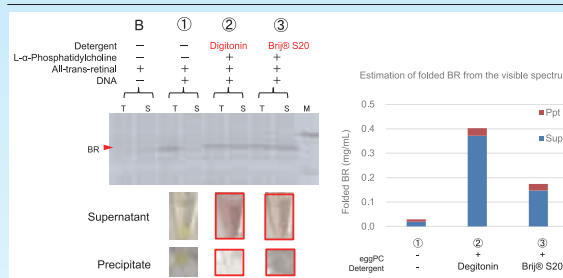 B ① ② ③
Detergent – – Digitonin Brij® S20
L-α-Phosphatidylcholine – – + +
All-trans-retinal + + + +
DNA – + + +
T S T S T S T S M
BR
Supernatant
Precipitate
Estimation of folded BR from the visible spectru
Folded BR (mg/mL)
0.5
0.4
0.3
0.2
0.1
0.0
Ppt
Sup
① ② ③
eggPC - + +
Detergent - Digitonin Brij® S20